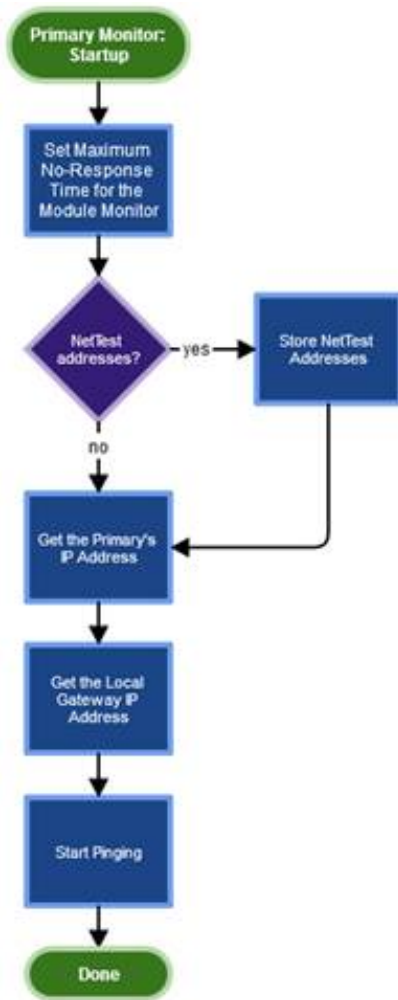 Primary Monitor:
Startup
Set Maximum
No-Response
Time for the
Module Monitor
NetTest
addresses?
yes
Store NetTest
Addresses
no
Get the Primary's
IP Address
Get the Local
Gateway IP
Address
Start Pinging
Done